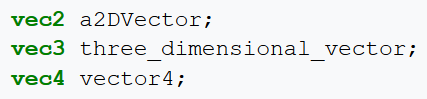 vec2 a2DVector;
vec3 three_dimensional_vector;
vec4 vector4;